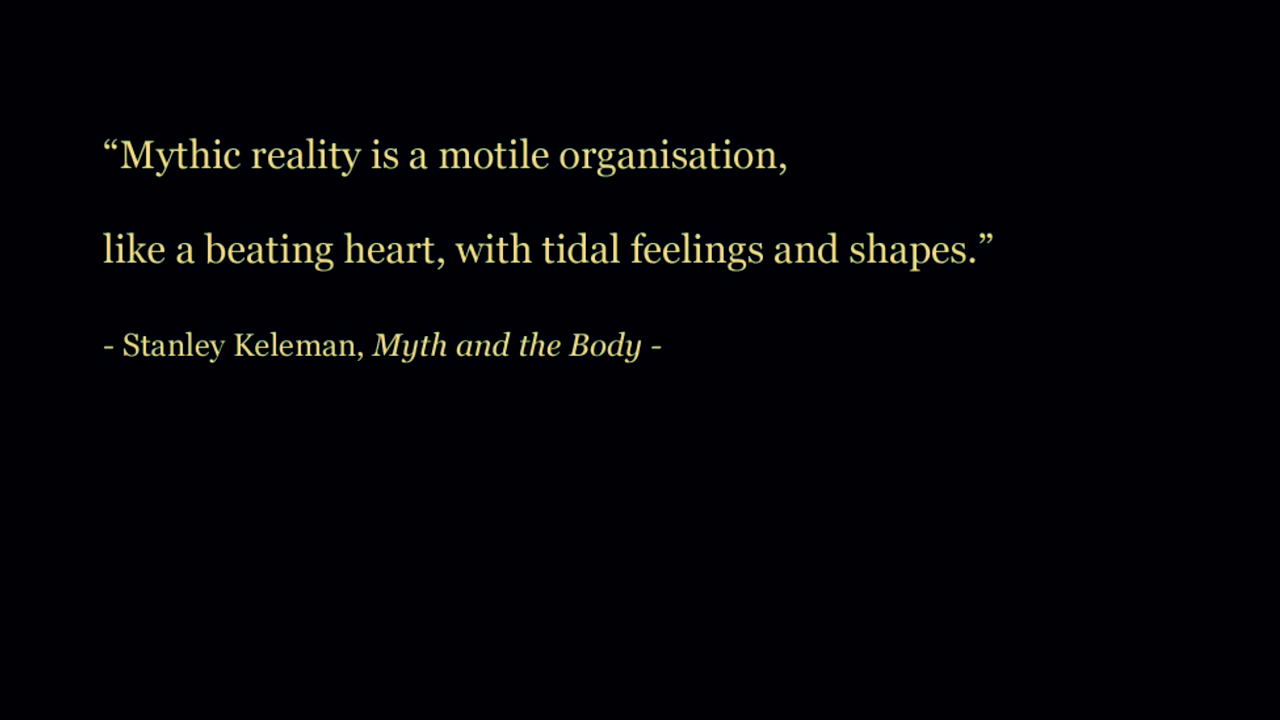 “Mythic reality is a motile organisation,
like a beating heart, with tidal feelings and shapes.”
- Stanley Keleman, Myth and the Body -